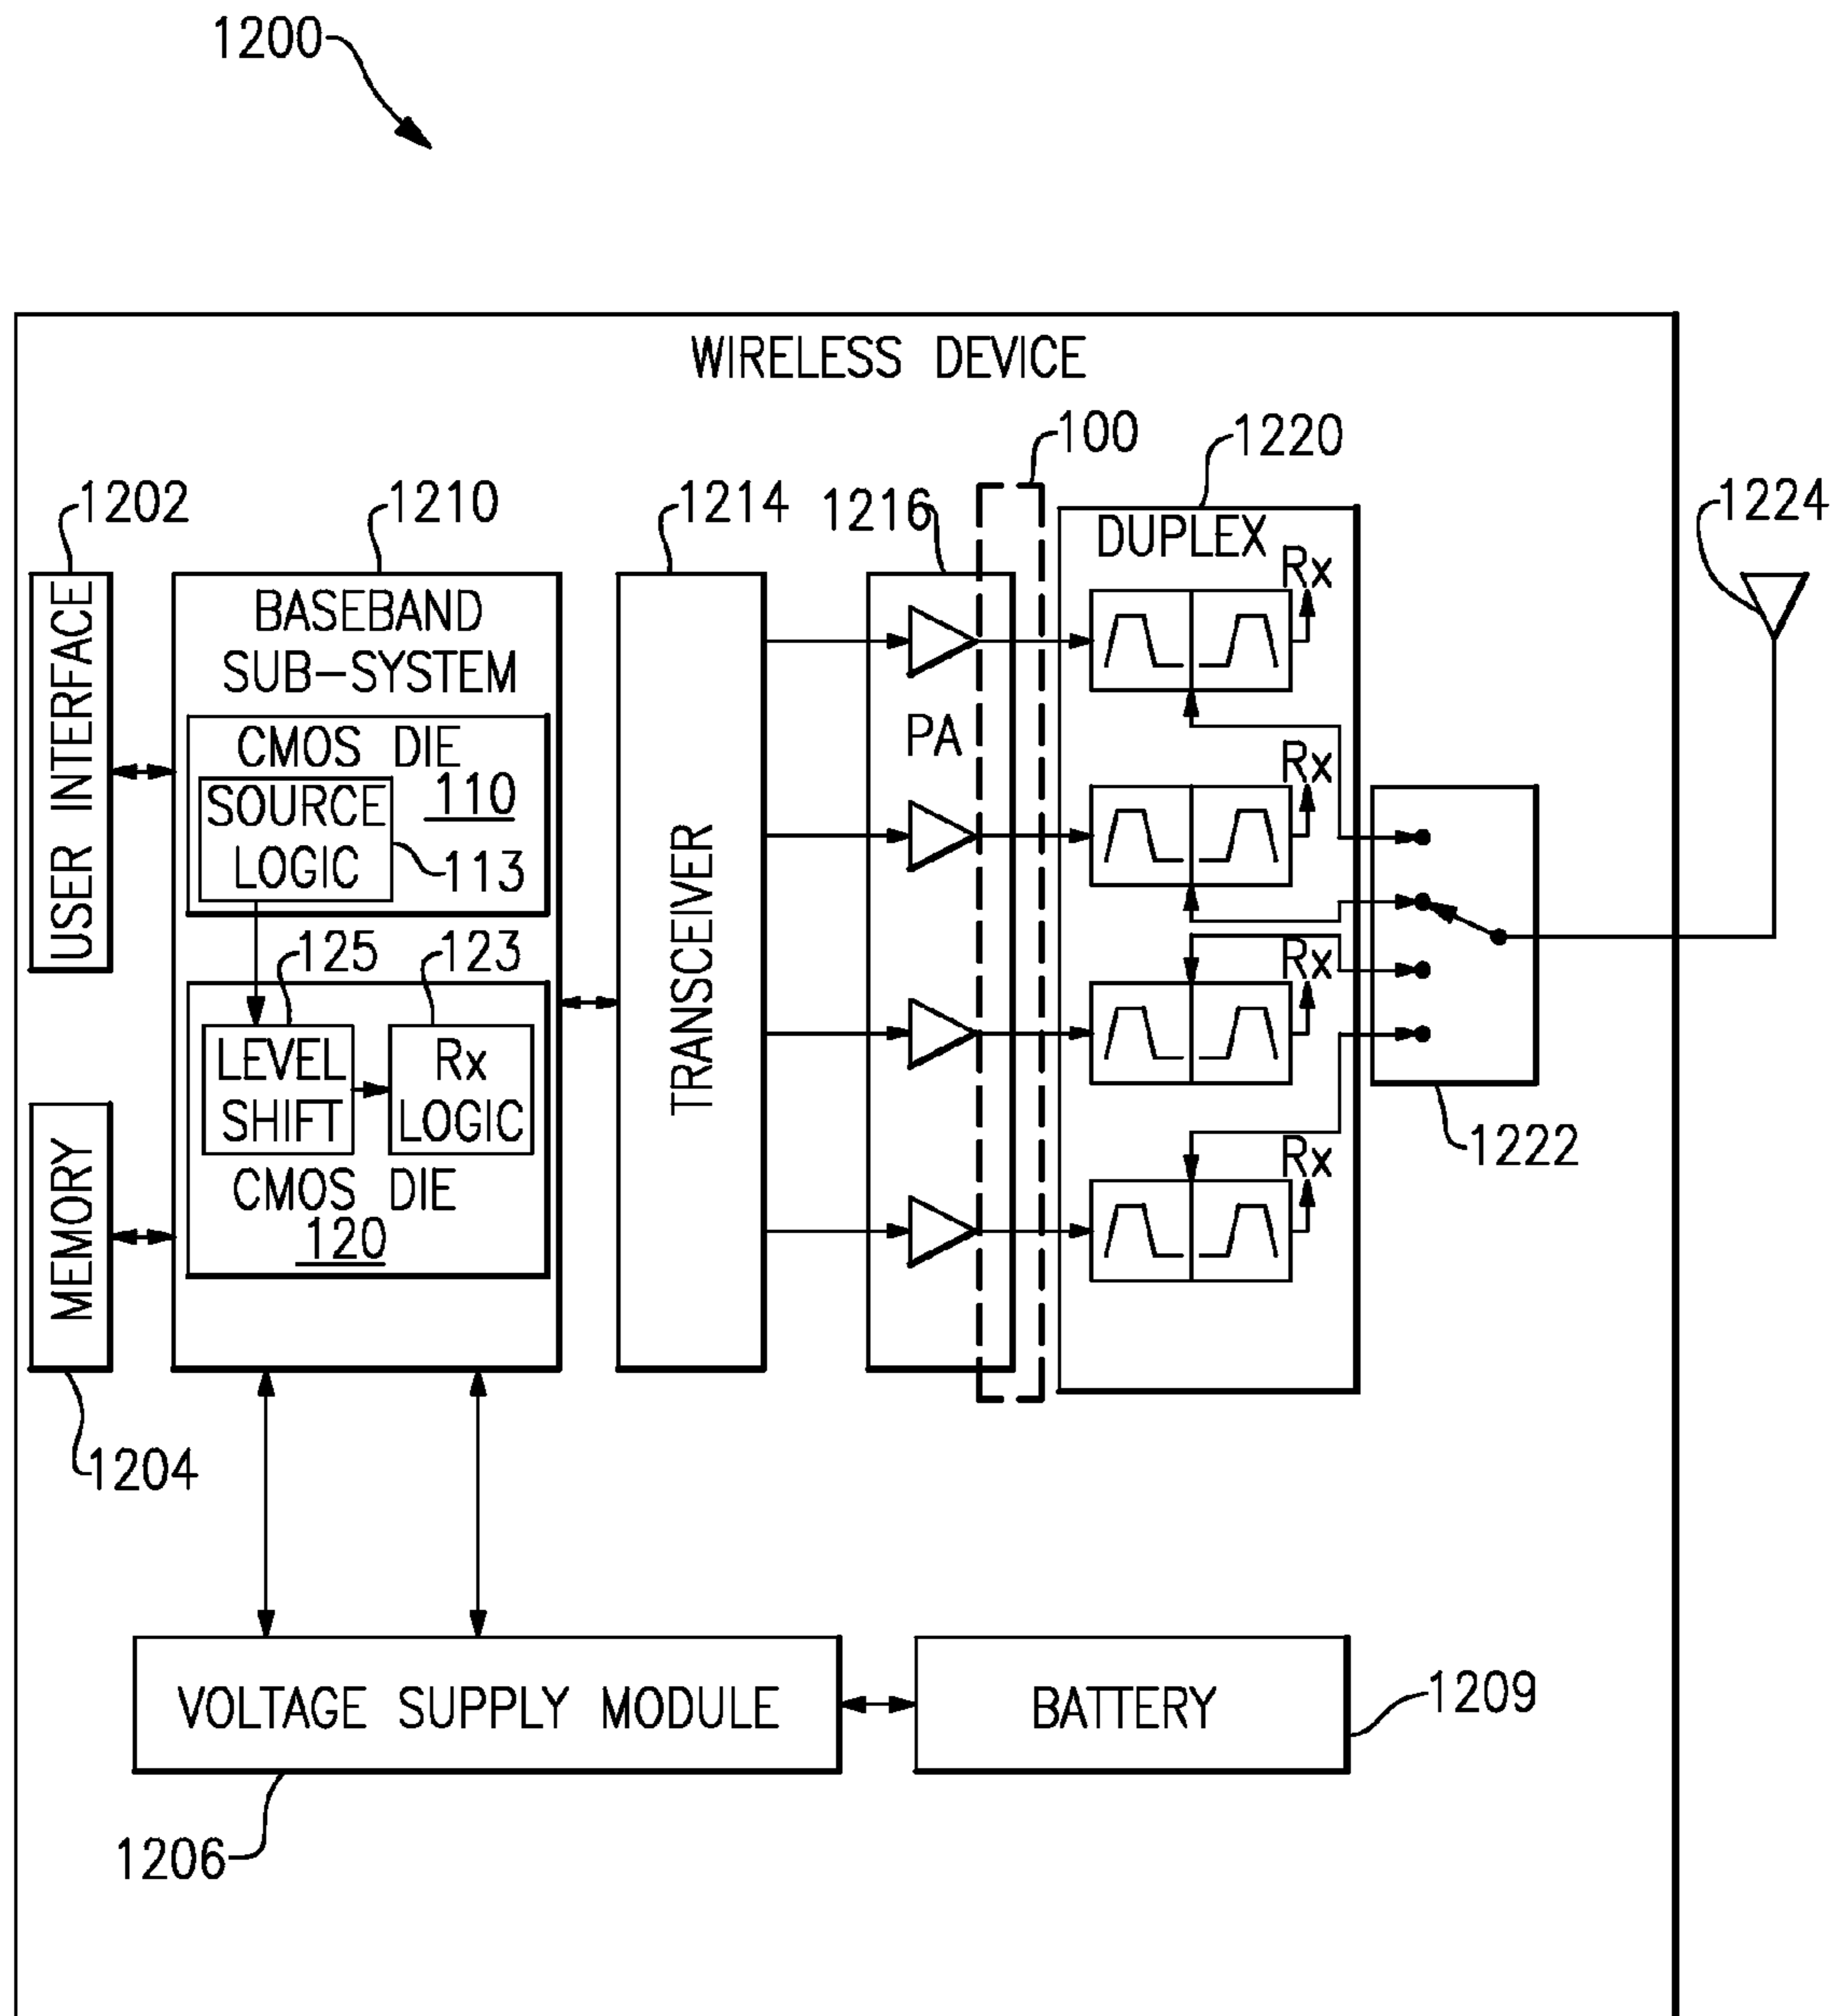 1200
WIRELESS DEVICE
100
1220
1202
1210
1214
1216
1224
DUPLEX
Rx
USER INTERFACE
BASEBAND
SUB-SYSTEM
CMOS DIE
110
SOURCE
LOGIC
113
PA
Rx
TRANSCEIVER
125
123
Rx
LEVEL
SHIFT
Rx
LOGIC
CMOS DIE
120
Rx
1222
MEMORY
1204
VOLTAGE SUPPLY MODULE
BATTERY
1209
1206